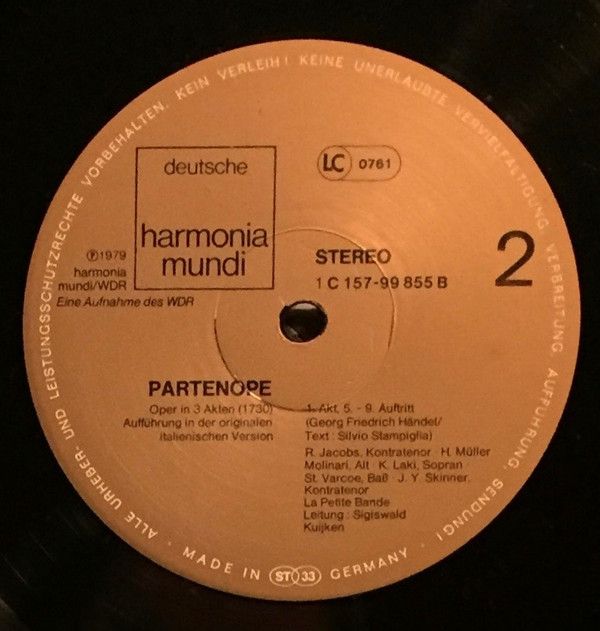 ALLE URHEBER- UND LEISTUNGSSCHUTZRECHTE VORBEHALTEN. KEIN VERLEIH! KEINE UNERLAUBTE VERVIELFÄLTIGUNG, VERBREITUNG, AUFFÜHRUNG, SENDUNG!
deutsche
harmonia
mundi
LC 0761
℗1979
harmonia
mundi/WDR
Eine Aufnahme des WDR
STEREO
1 C 157-99 855 B
2
PARTENOPE
Oper in 3 Akten (1730)
Aufführung in der originalen
italienischen Version
1. Akt, 5. - 9. Auftritt
(Georg Friedrich Händel/
Text : Silvio Stampiglia)
R. Jacobs, Kontratenor · H. Müller
Molinari, Alt · K. Laki, Sopran
St. Varcoe, Baß · J. Y. Skinner,
Kontratenor
La Petite Bande
Leitung : Sigiswald
Kuijken
· MADE IN ST 33 GERMANY ·